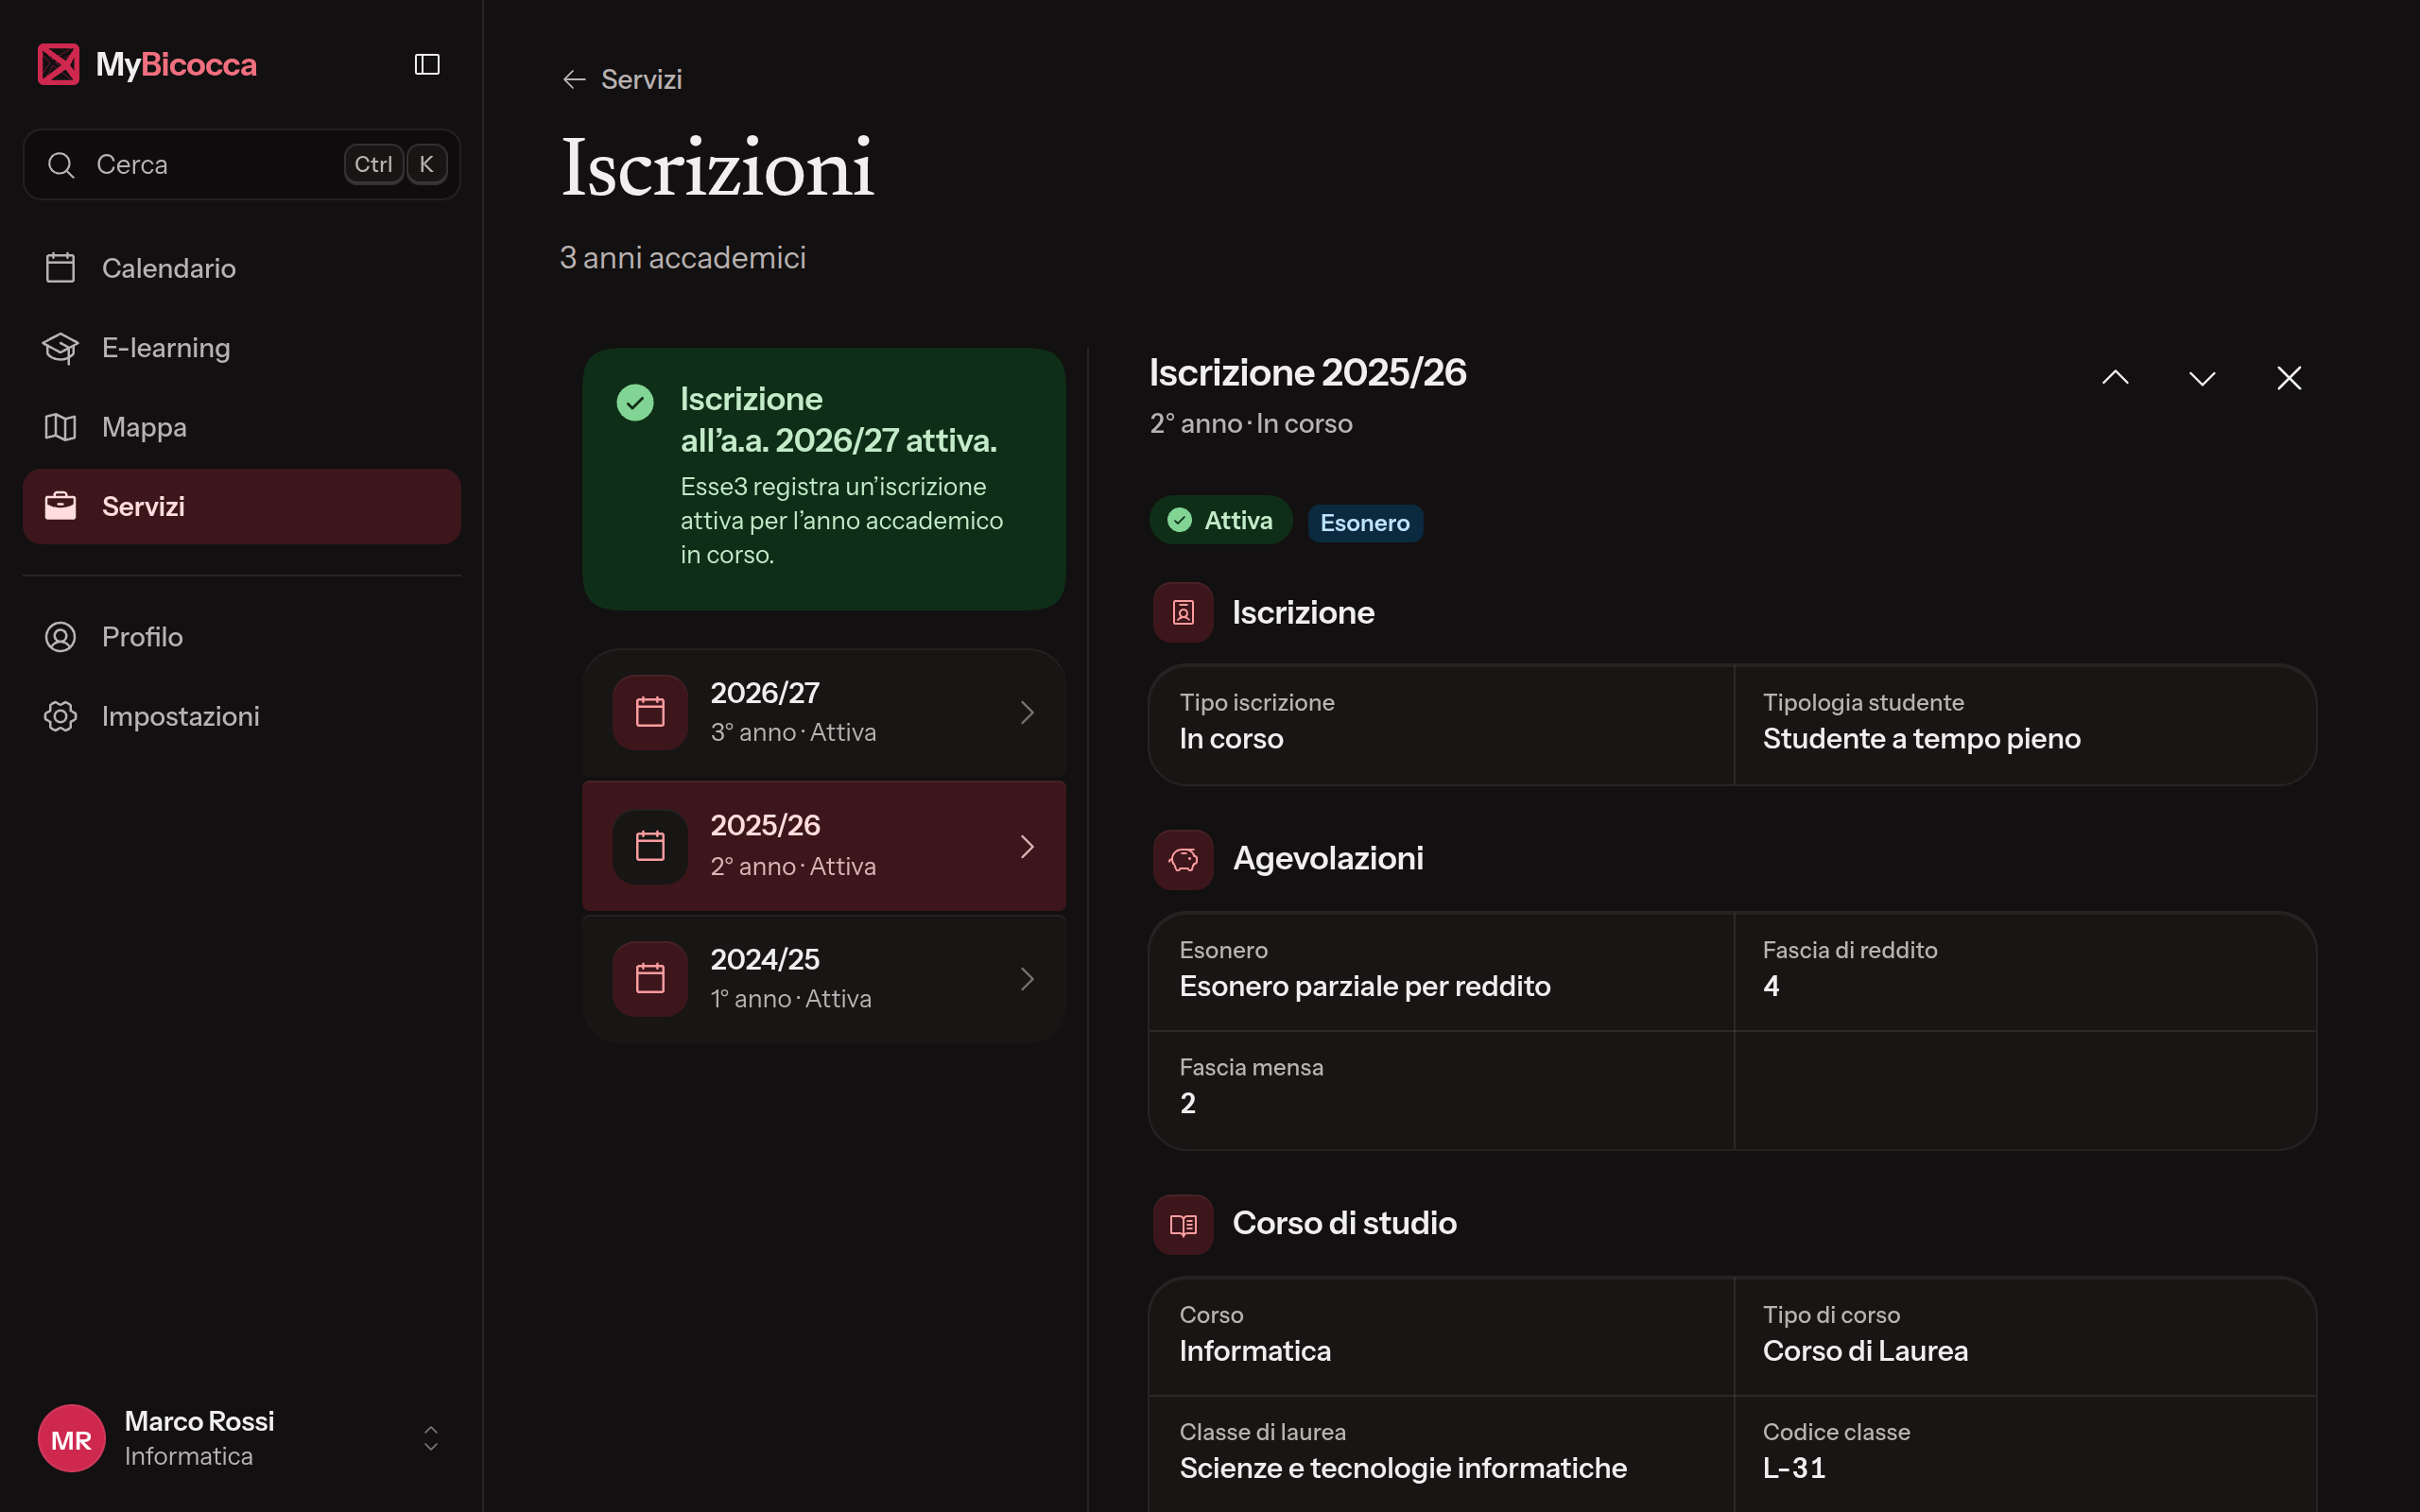 MyBicocca
Cerca
Ctrl K
Calendario
E-learning
Mappa
Servizi
Profilo
Impostazioni
MR
Marco Rossi
Informatica
Servizi
Iscrizioni
3 anni accademici
Iscrizione
all’a.a. 2026/27 attiva.
Esse3 registra un’iscrizione
attiva per l’anno accademico
in corso.
2026/27
3° anno · Attiva
2025/26
2° anno · Attiva
2024/25
1° anno · Attiva
Iscrizione 2025/26
2° anno · In corso
Attiva
Esonero
Iscrizione
Tipo iscrizione
In corso
Tipologia studente
Studente a tempo pieno
Agevolazioni
Esonero
Esonero parziale per reddito
Fascia di reddito
4
Fascia mensa
2
Corso di studio
Corso
Informatica
Tipo di corso
Corso di Laurea
Classe di laurea
Scienze e tecnologie informatiche
Codice classe
L-31